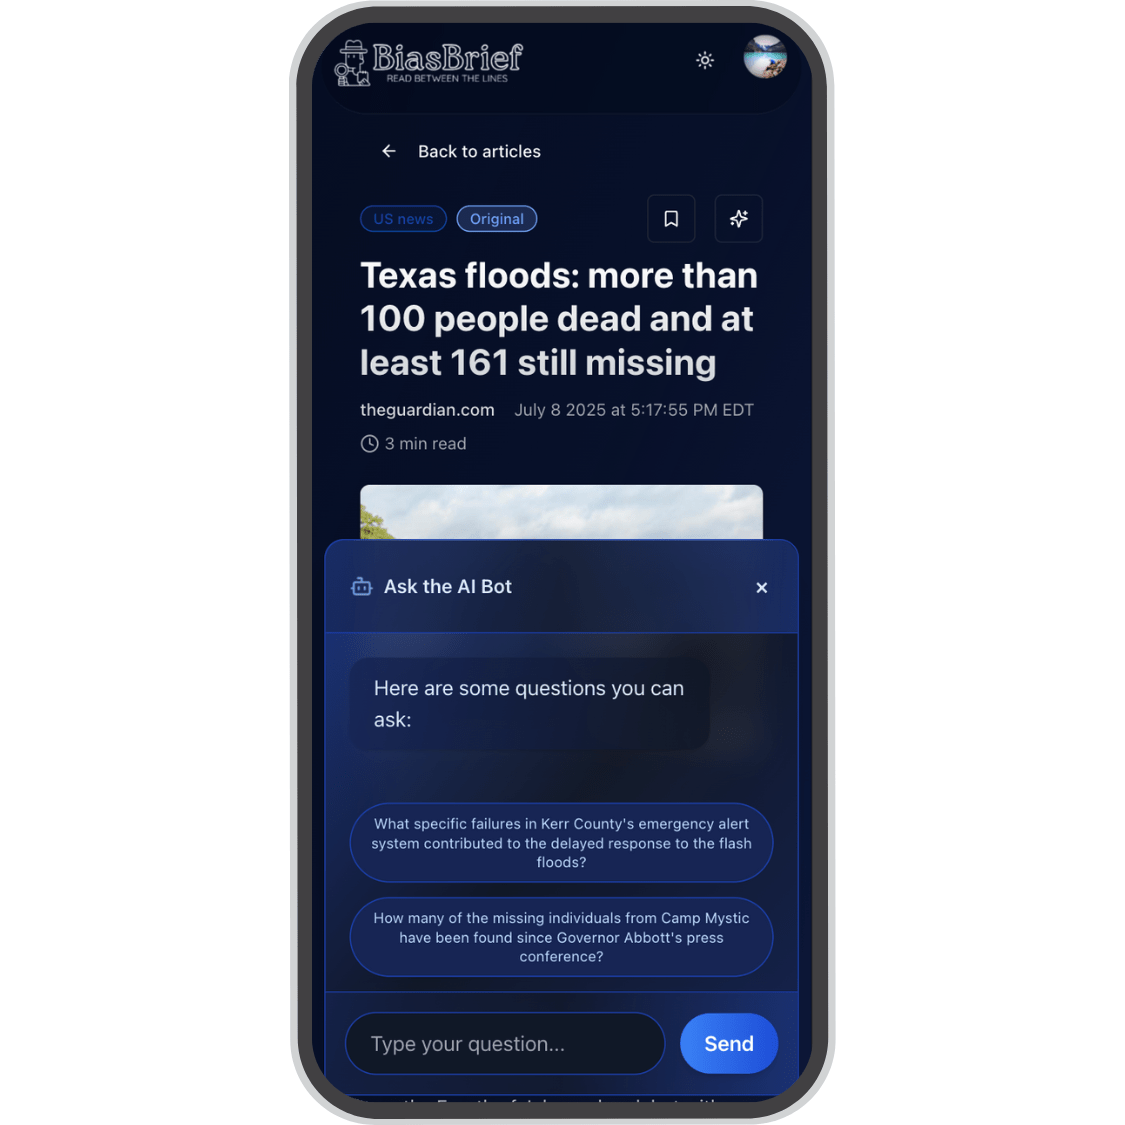 BiasBrief
READ BETWEEN THE LINES
Back to articles
US news
Original
Texas floods: more than
100 people dead and at
least 161 still missing
theguardian.com
July 8 2025 at 5:17:55 PM EDT
3 min read
Ask the AI Bot
Here are some questions you can
ask:
What specific failures in Kerr County's emergency alert
system contributed to the delayed response to the flash
floods?
How many of the missing individuals from Camp Mystic
have been found since Governor Abbott's press
conference?
Type your question...
Send